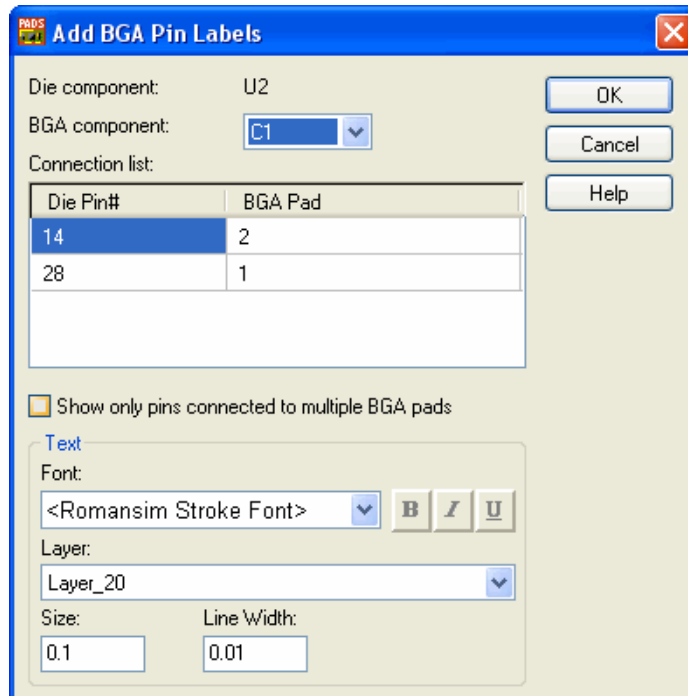 PADS Add BGA Pin Labels
Die component: U2 OK
BGA component: C1 Cancel
Connection list:
Die Pin# BGA Pad Help
14 2
28 1
Show only pins connected to multiple BGA pads
Text
Font:
<Romansim Stroke Font> B I U
Layer:
Layer_20
Size: Line Width:
0.1 0.01